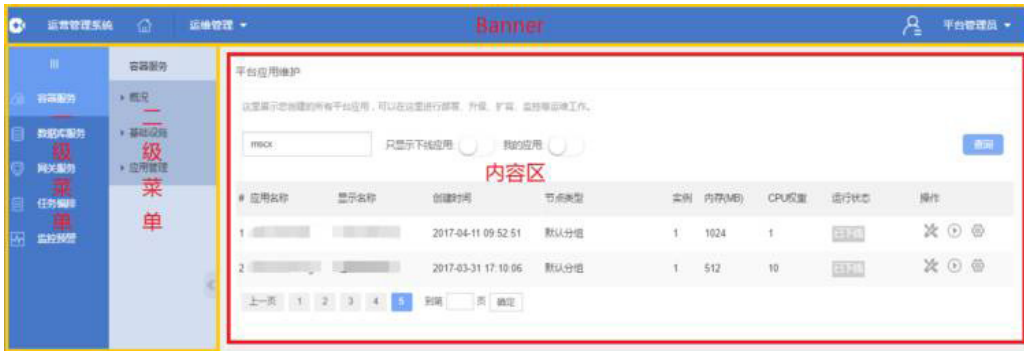 运营管理系统 运维管理 Banner 平台管理员
容器服务
数据库服务
网关服务
任务编排
监控预警
一级菜单
容器服务
概况
基础设施
应用管理
二级菜单
平台应用维护
这里展示您创建的所有平台应用，可以在这里进行部署、升级、扩容、监控等运维工作。
mscx 只显示下线应用 我的应用 查询
内容区
# 应用名称 显示名称 创建时间 节点类型 实例 内存(MB) CPU权重 运行状态 操作
1 2017-04-11 09:52:51 默认分组 1 1024 1 已下线
2 2017-03-31 17:10:06 默认分组 1 512 10 已下线
上一页 1 2 3 4 5 到第 页 确定